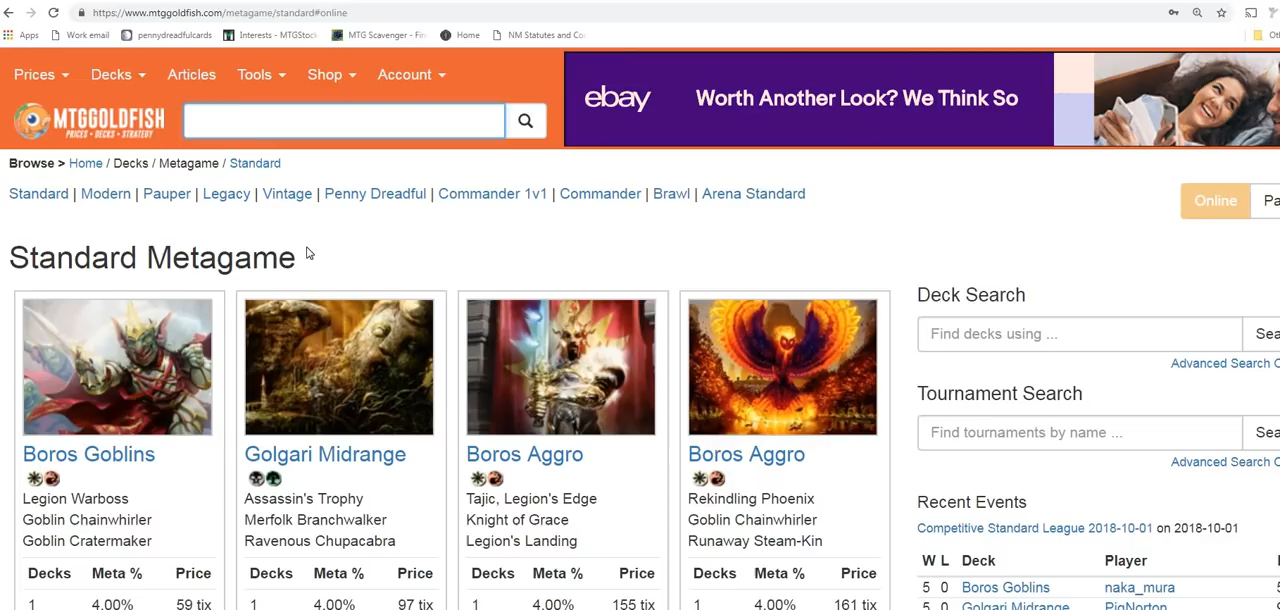 https://www.mtggoldfish.com/metagame/standard#online
Apps Work email pennydreadfulcards Interests - MTGStock MTG Scavenger - Fin Home NM Statutes and Co
Prices Decks Articles Tools Shop Account
ebay Worth Another Look? We Think So
MTGGOLDFISH
PRICES • DECKS • STRATEGY
Browse > Home / Decks / Metagame / Standard
Standard | Modern | Pauper | Legacy | Vintage | Penny Dreadful | Commander 1v1 | Commander | Brawl | Arena Standard
Online Pa
Standard Metagame
Boros Goblins
Legion Warboss
Goblin Chainwhirler
Goblin Cratermaker
Decks Meta % Price
1 4.00% 59 tix
Golgari Midrange
Assassin's Trophy
Merfolk Branchwalker
Ravenous Chupacabra
Decks Meta % Price
1 4.00% 97 tix
Boros Aggro
Tajic, Legion's Edge
Knight of Grace
Legion's Landing
Decks Meta % Price
1 4.00% 155 tix
Boros Aggro
Rekindling Phoenix
Goblin Chainwhirler
Runaway Steam-Kin
Decks Meta % Price
1 4.00% 161 tix
Deck Search
Find decks using ... Sea
Advanced Search O
Tournament Search
Find tournaments by name ... Sea
Advanced Search O
Recent Events
Competitive Standard League 2018-10-01 on 2018-10-01
W L Deck Player
5 0 Boros Goblins naka_mura
5 0 Golgari Midrange PigNorton